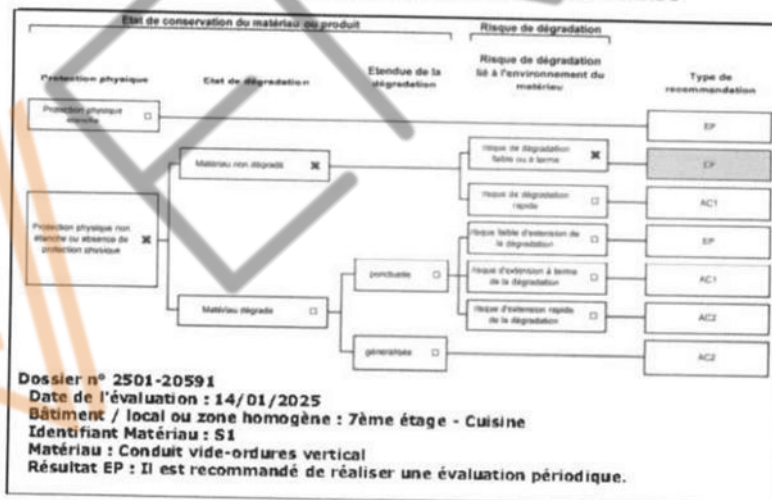 Etat de conservation du matériau ou produit
Risque de dégradation
Protection physique
Etat de dégradation
Etendue de la
dégradation
Risque de dégradation
lié à l'environnement du
matériau
Type de
recommandation
Protection physique
étanche
EP
Matériau non dégradé
risque de dégradation
faible ou à terme
EP
risque de dégradation
rapide
AC1
Protection physique non
étanche ou absence de
protection physique
risque faible d'extension de
la dégradation
EP
ponctuelle
risque d'extension à terme
de la dégradation
AC1
Matériau dégradé
risque d'extension rapide
de la dégradation
AC2
généralisée
AC2
Dossier n° 2501-20591
Date de l'évaluation : 14/01/2025
Bâtiment / local ou zone homogène : 7ème étage - Cuisine
Identifiant Matériau : S1
Matériau : Conduit vide-ordures vertical
Résultat EP : Il est recommandé de réaliser une évaluation périodique.